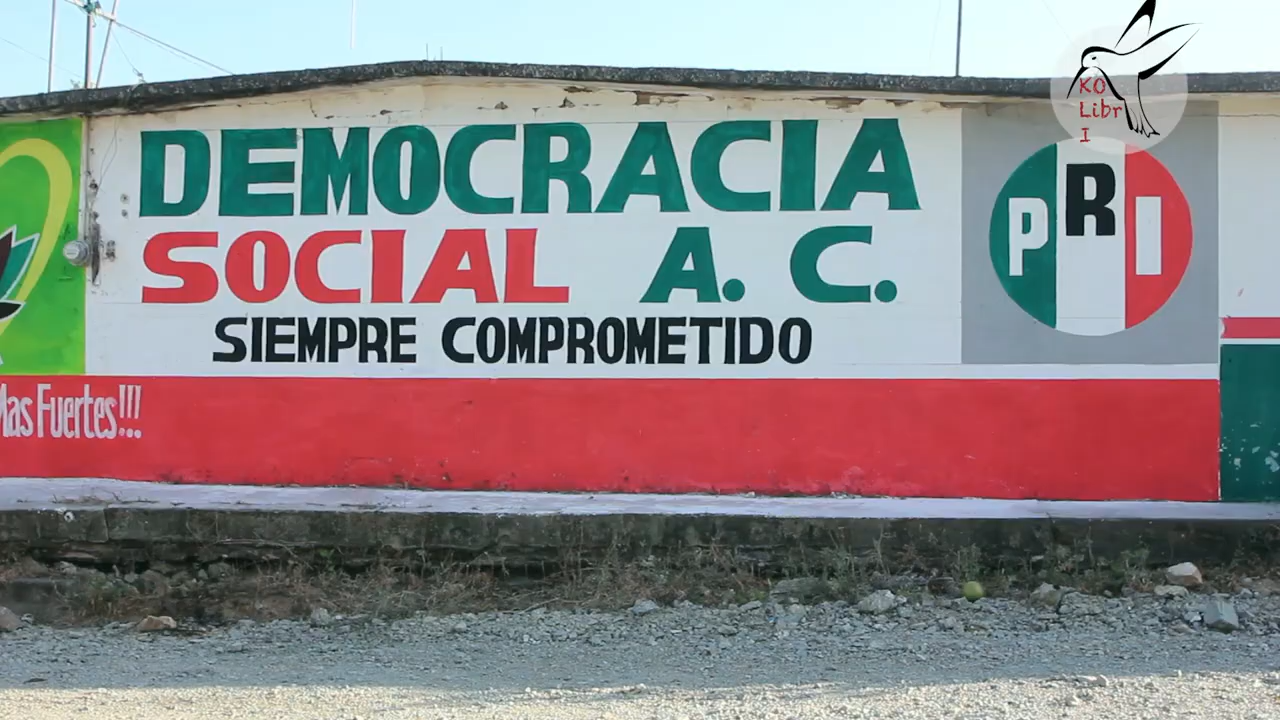 DEMOCRACIA
SOCIAL A. C.
SIEMPRE COMPROMETIDO
PRI
Mas Fuertes!!!
KO
Libr
I